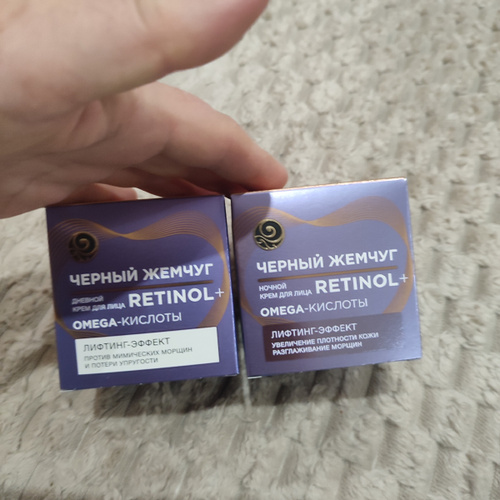 ЧЕРНЫЙ ЖЕМЧУГ
ДНЕВНОЙ
КРЕМ ДЛЯ ЛИЦА
RETINOL+
OMEGA-КИСЛОТЫ
ЛИФТИНГ-ЭФФЕКТ
ПРОТИВ МИМИЧЕСКИХ МОРЩИН
И ПОТЕРИ УПРУГОСТИ
ЧЕРНЫЙ ЖЕМЧУГ
НОЧНОЙ
КРЕМ ДЛЯ ЛИЦА
RETINOL+
OMEGA-КИСЛОТЫ
ЛИФТИНГ-ЭФФЕКТ
УВЕЛИЧЕНИЕ ПЛОТНОСТИ КОЖИ
РАЗГЛАЖИВАНИЕ МОРЩИН